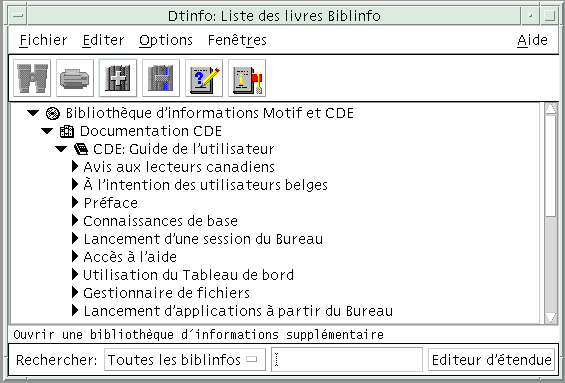 Dtinfo: Liste des livres Biblinfo
Fichier Editer Options Fenêtres Aide
Bibliothèque d'informations Motif et CDE
Documentation CDE
CDE: Guide de l'utilisateur
Avis aux lecteurs canadiens
À l'intention des utilisateurs belges
Préface
Connaissances de base
Lancement d'une session du Bureau
Accès à l'aide
Utilisation du Tableau de bord
Gestionnaire de fichiers
Lancement d'applications à partir du Bureau
Ouvrir une bibliothèque d´informations supplémentaire
Rechercher: Toutes les biblinfos Editeur d'étendue